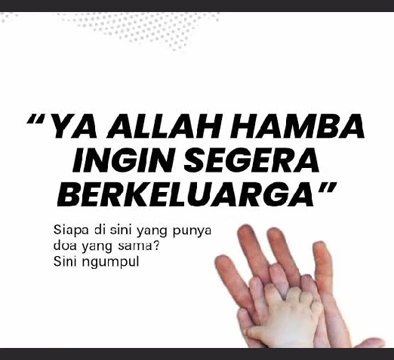 “YA ALLAH HAMBA
INGIN SEGERA
BERKELUARGA”
Siapa di sini yang punya
doa yang sama?
Sini ngumpul